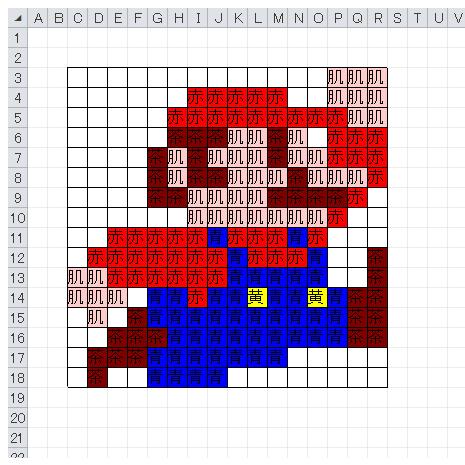 A B C D E F G H I J K L M N O P Q R S T U V
1
2
3 肌 肌 肌
4 赤 赤 赤 赤 赤 肌 肌 肌
5 赤 赤 赤 赤 赤 赤 赤 赤 赤 肌 肌
6 茶 茶 茶 肌 肌 茶 肌 赤 赤 赤
7 茶 肌 茶 肌 肌 肌 茶 肌 肌 赤 赤 赤
8 茶 肌 茶 茶 肌 肌 肌 茶 肌 肌 肌 赤
9 茶 茶 肌 肌 肌 肌 茶 茶 茶 茶 赤
10 肌 肌 肌 肌 肌 肌 肌 赤
11 赤 赤 赤 赤 赤 青 赤 赤 赤 青 赤
12 赤 赤 赤 赤 赤 赤 赤 青 赤 赤 赤 青 茶
13 肌 肌 赤 赤 赤 赤 赤 赤 青 青 青 青 青 茶
14 肌 肌 肌 青 青 赤 青 青 黄 青 青 黄 青 茶 茶
15 肌 茶 青 青 青 青 青 青 青 青 青 青 茶 茶
16 茶 茶 茶 青 青 青 青 青 青 青 青 青 茶 茶
17 茶 茶 茶 青 青 青 青 青 青 青
18 茶 青 青 青 青
19
20
21